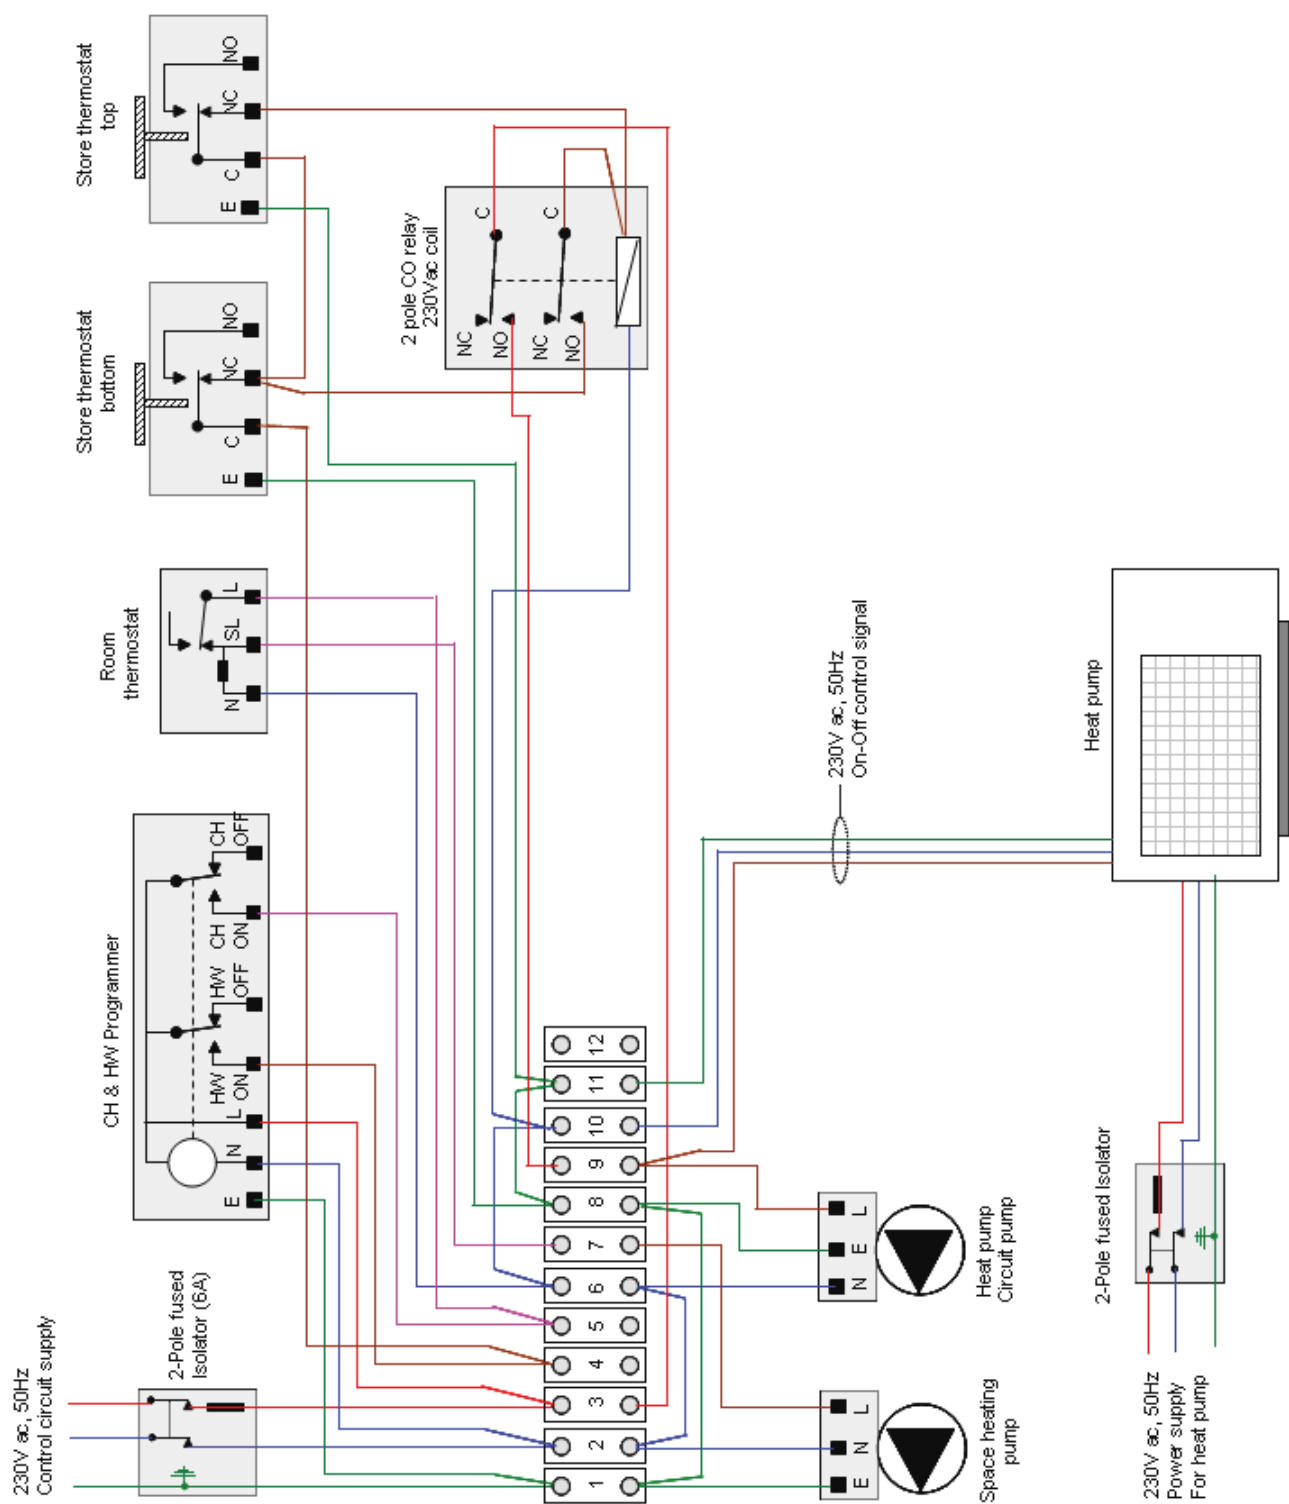 Store thermostat
top
E
C
NC
NO
Store thermostat
bottom
E
C
NC
NO
2 pole CO relay
230Vac coil
NC
NO
NC
NO
C
C
Room
thermostat
N
SL
L
CH & HW Programmer
E
N
L
HW
ON
HW
OFF
CH
ON
CH
OFF
230V ac, 50Hz
Control circuit supply
2-Pole fused
Isolator (6A)
1
2
3
4
5
6
7
8
9
10
11
12
E
N
L
Space heating
pump
N
E
L
Heat pump
Circuit pump
230V ac, 50Hz
On-Off control signal
Heat pump
2-Pole fused Isolator
230V ac, 50Hz
Power supply
For heat pump